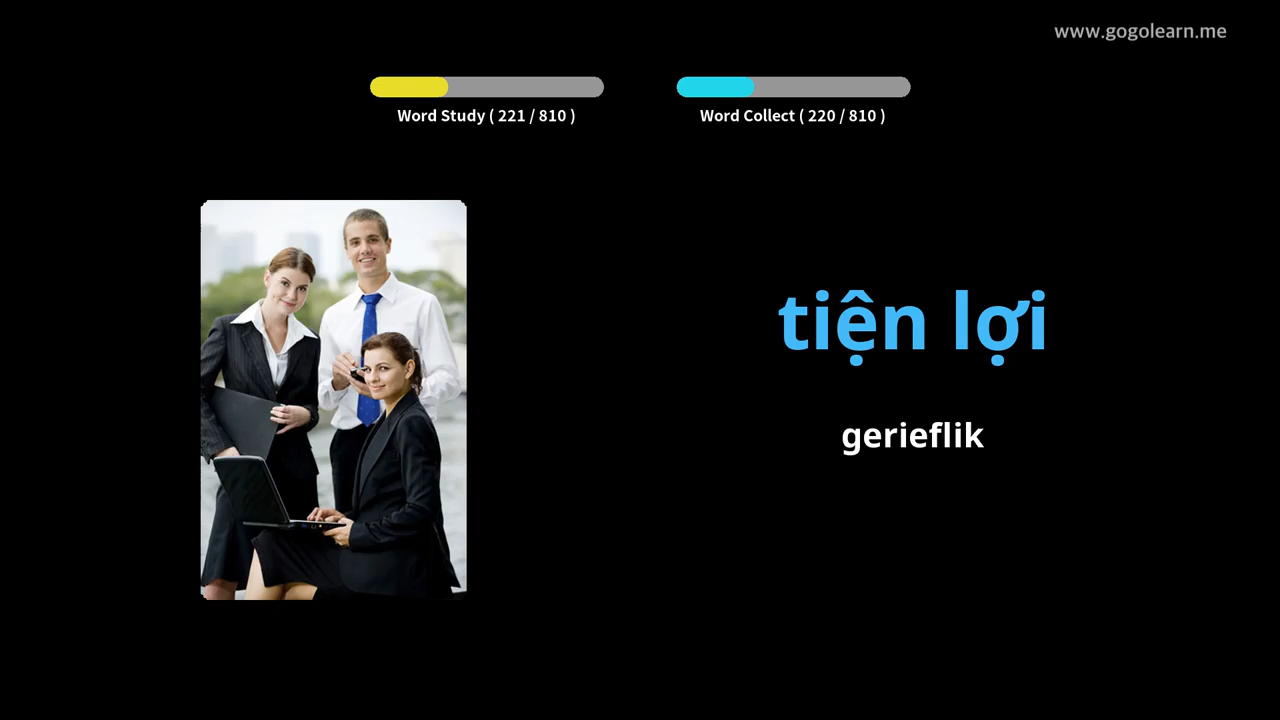 www.gogolearn.me
Word Study ( 221 / 810 )
Word Collect ( 220 / 810 )
tiện lợi
gerieflik